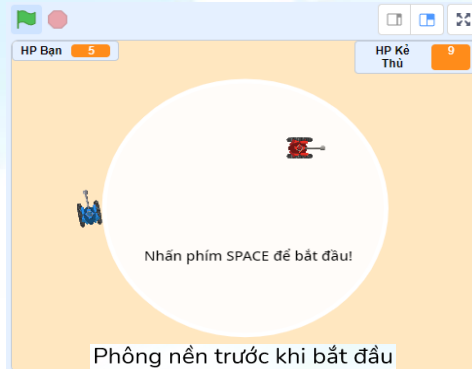 HP Bạn 5
HP Kẻ Thù 9
Nhấn phím SPACE để bắt đầu!
Phông nền trước khi bắt đầu